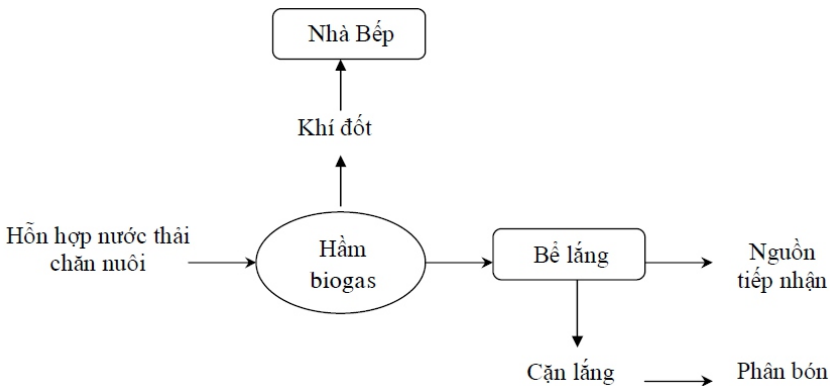 Nhà Bếp
Khí đốt
Hỗn hợp nước thải
chăn nuôi
Hầm
biogas
Bể lắng
Nguồn
tiếp nhận
Cặn lắng
Phân bón